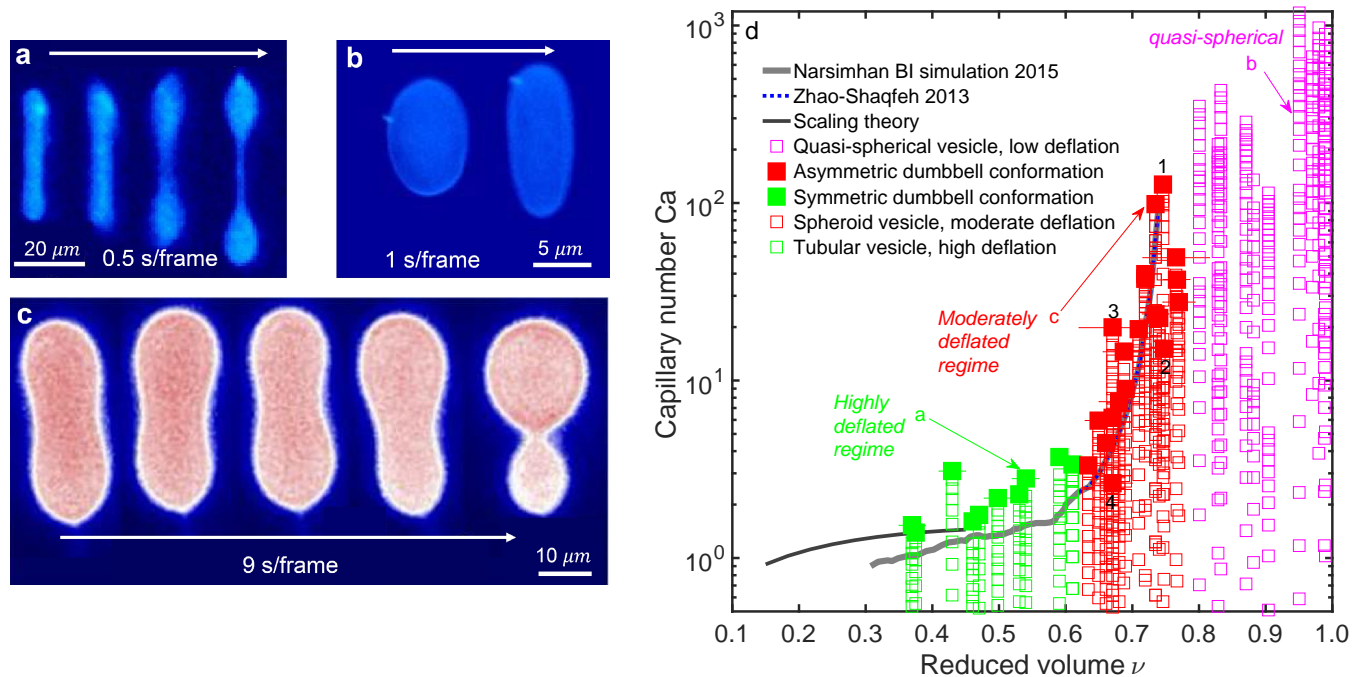 a
20 μm
0.5 s/frame
b
1 s/frame
5 μm
c
9 s/frame
10 μm
d
Capillary number Ca
10³
10²
10¹
10⁰
Narsimhan BI simulation 2015
Zhao-Shaqfeh 2013
Scaling theory
Quasi-spherical vesicle, low deflation
Asymmetric dumbbell conformation
Symmetric dumbbell conformation
Spheroid vesicle, moderate deflation
Tubular vesicle, high deflation
quasi-spherical
b
1
3
2
4
Moderately c
deflated
regime
Highly
deflated a
regime
0.1 0.2 0.3 0.4 0.5 0.6 0.7 0.8 0.9 1.0
Reduced volume ν